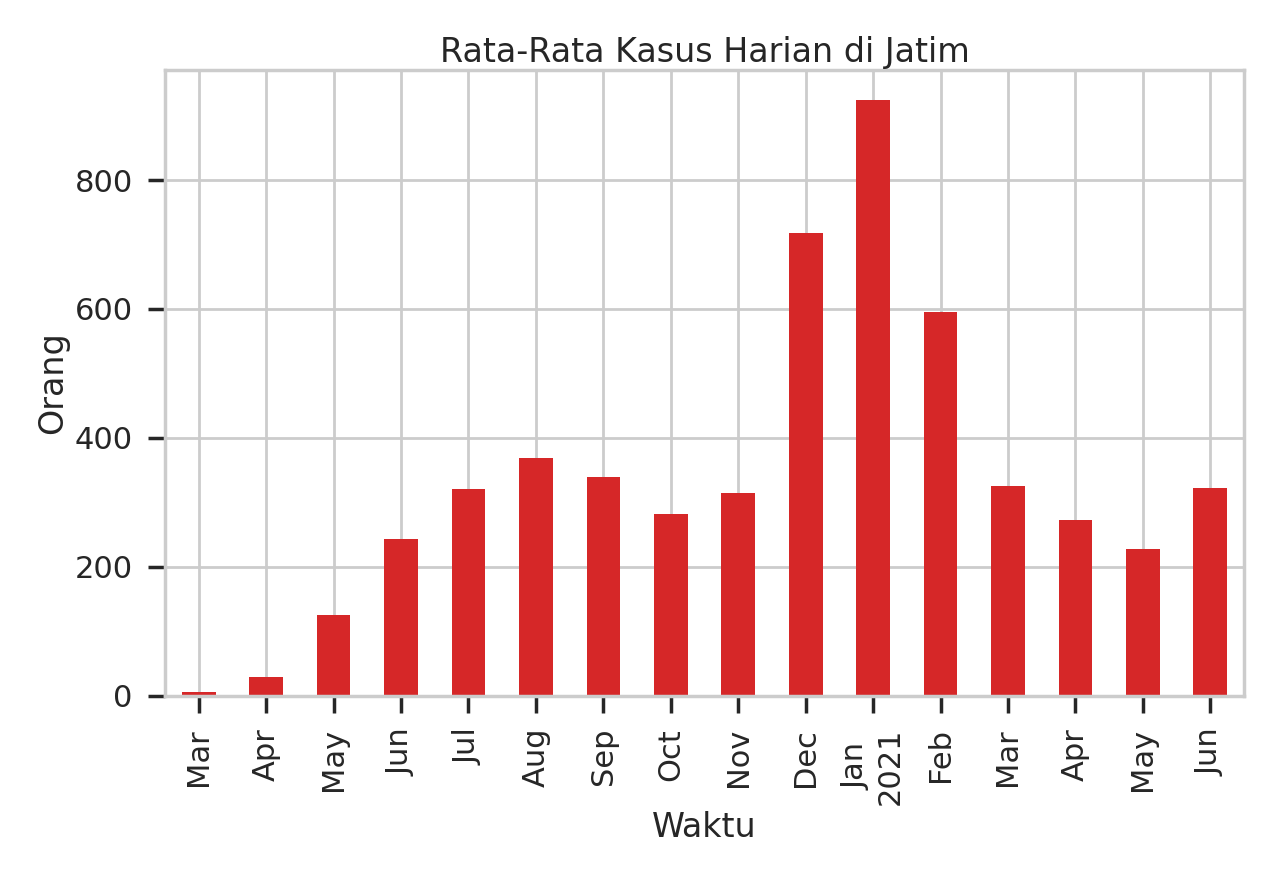 Rata-Rata Kasus Harian di Jatim
800
600
400
200
0
Orang
Mar
Apr
May
Jun
Jul
Aug
Sep
Oct
Nov
Dec
Jan
2021
Feb
Mar
Apr
May
Jun
Waktu